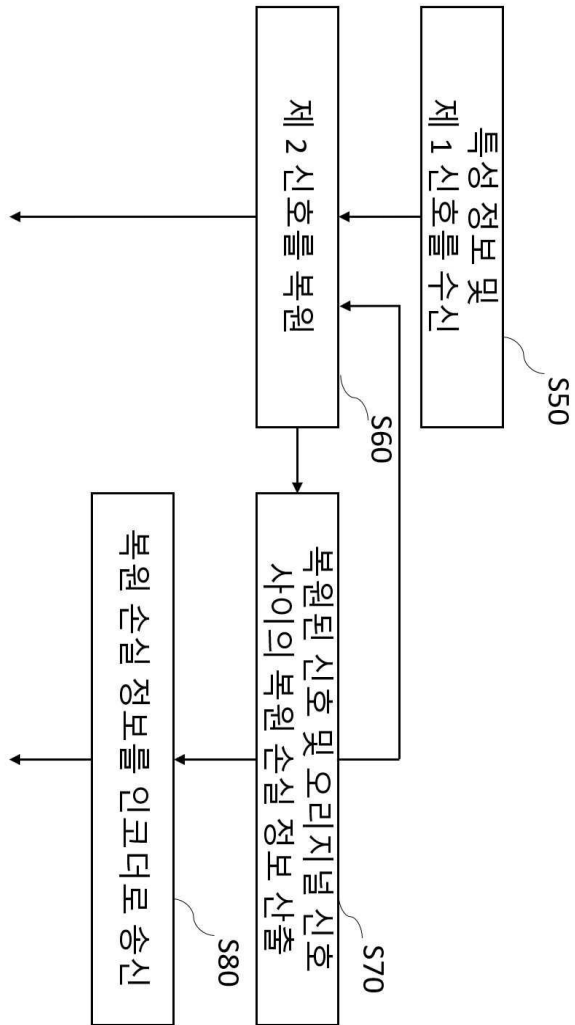 특성 정보 및
제 1 신호를 수신
S50
제 2 신호를 복원
S60
복원된 신호 및 오리지널 신호
사이의 복원 손실 정보 산출
S70
복원 손실 정보를 인코더로 송신
S80